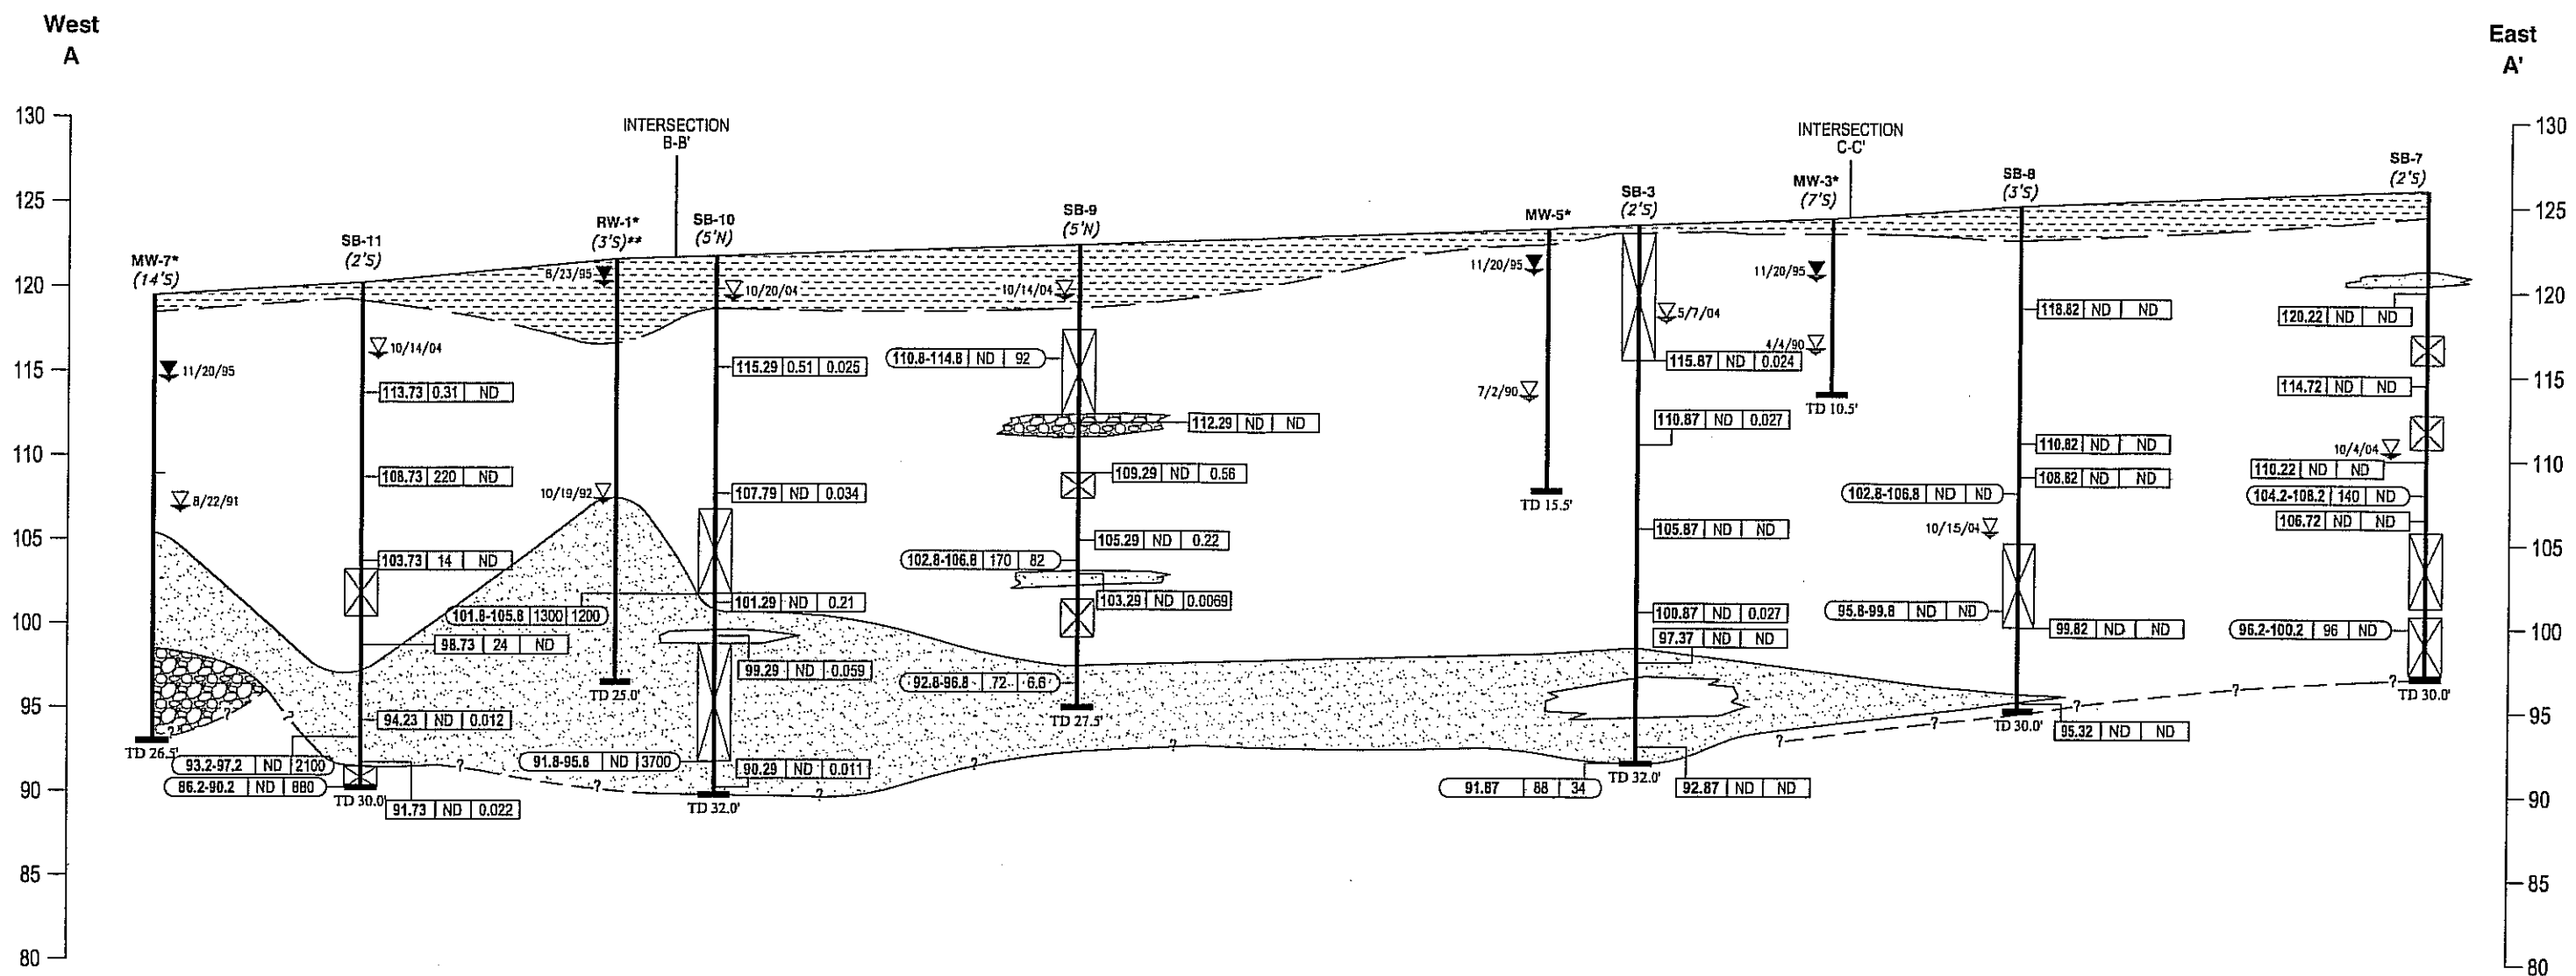 West
A
East
A'
130
125
120
115
110
105
100
95
90
85
80
130
125
120
115
110
105
100
95
90
85
80
INTERSECTION
B-B'
INTERSECTION
C-C'
MW-7*
(14'S)
11/20/95
8/22/91
?
?
TD 26.5'
SB-11
(2'S)
10/14/04
113.73 0.31 ND
108.73 220 ND
103.73 14 ND
98.73 24 ND
94.23 ND 0.012
93.2-97.2 ND 2100
86.2-90.2 ND 880
TD 30.0'
91.73 ND 0.022
?
?
?
RW-1*
(3'S)**
8/23/95
10/19/92
101.8-105.8 1300 1200
TD 25.0'
SB-10
(5'N)
10/20/04
115.29 0.51 0.025
107.79 ND 0.034
101.29 ND 0.21
99.29 ND 0.059
91.8-95.8 ND 3700
90.29 ND 0.011
TD 32.0'
?
?
?
SB-9
(5'N)
10/14/04
110.8-114.8 ND 92
112.29 ND ND
109.29 ND 0.56
105.29 ND 0.22
102.8-106.8 170 82
103.29 ND 0.0069
92.8-96.8 72 6.6
TD 27.5'
MW-5*
11/20/95
7/2/90
TD 15.5'
SB-3
(2'S)
5/7/04
115.87 ND 0.024
110.87 ND 0.027
105.87 ND ND
100.87 ND 0.027
97.37 ND ND
TD 32.0'
91.87 88 34
92.87 ND ND
MW-3*
(7'S)
11/20/95
4/4/90
TD 10.5'
SB-8
(3'S)
118.82 ND ND
110.82 ND ND
108.82 ND ND
102.8-106.8 ND ND
10/15/04
95.8-99.8 ND ND
99.82 ND ND
TD 30.0'
95.32 ND ND
?
?
?
?
?
SB-7
(2'S)
120.22 ND ND
114.72 ND ND
10/4/04
110.22 ND ND
104.2-108.2 140 ND
106.72 ND ND
96.2-100.2 96 ND
TD 30.0'